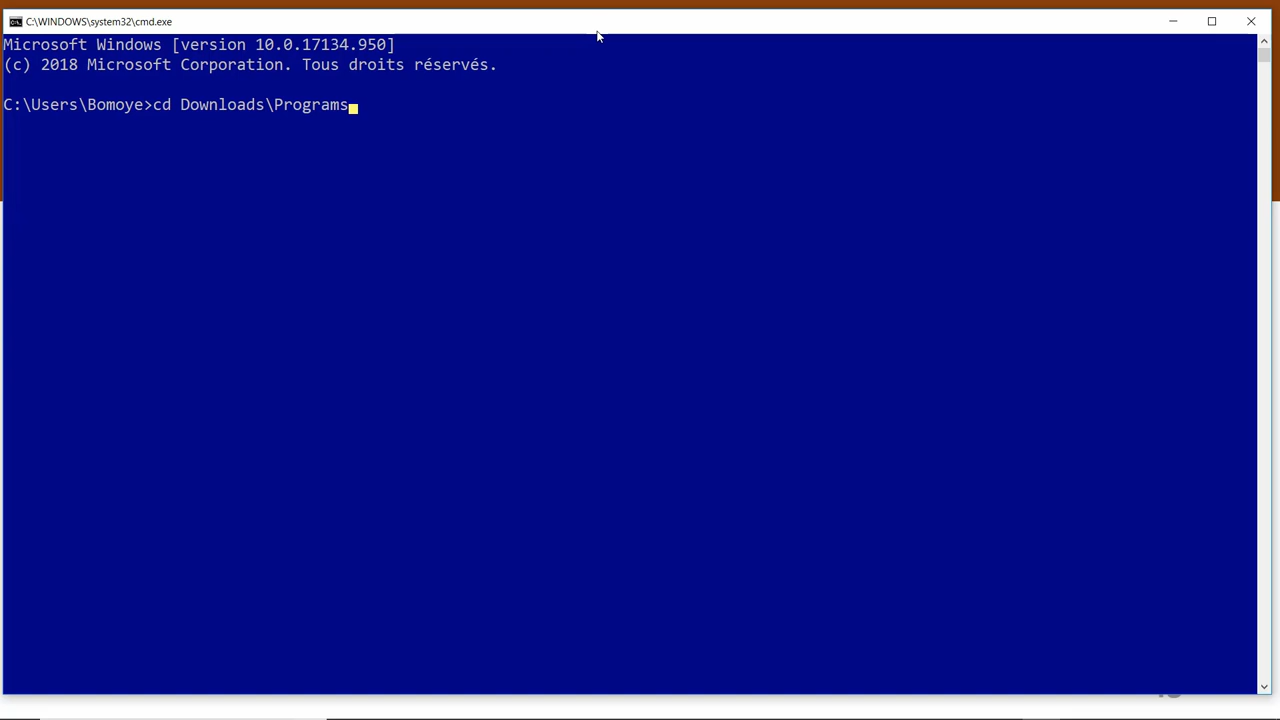 C:\WINDOWS\system32\cmd.exe
Microsoft Windows [version 10.0.17134.950]
(c) 2018 Microsoft Corporation. Tous droits réservés.
C:\Users\Bomoye>cd Downloads\Programs